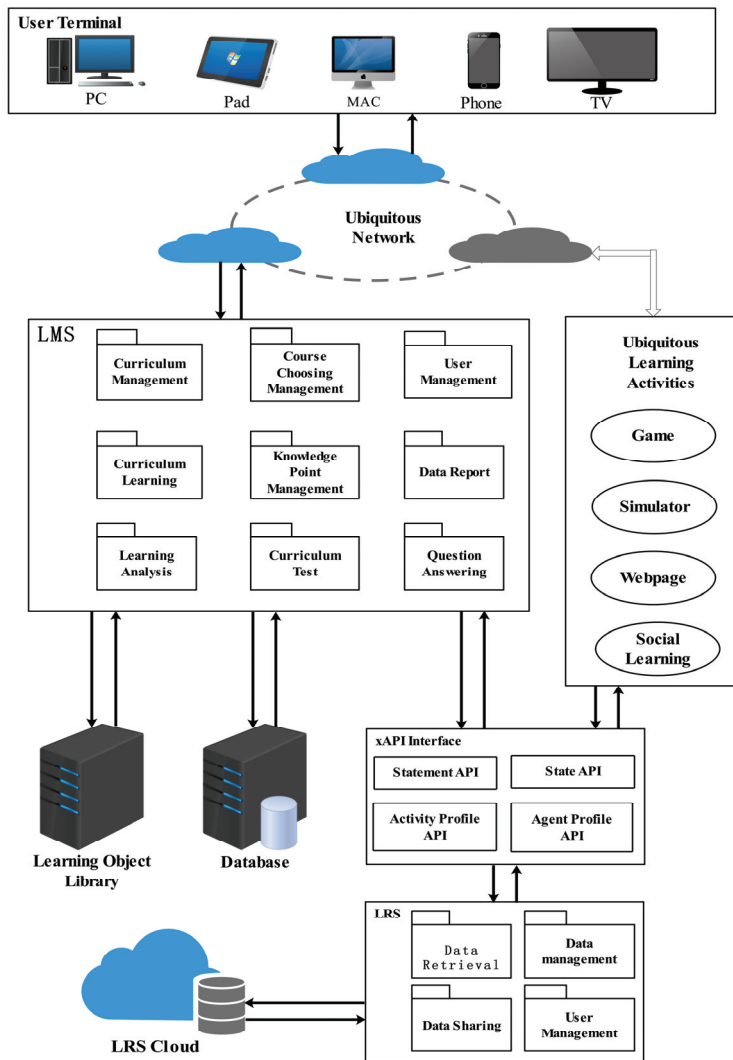 User Terminal
PC
Pad
MAC
Phone
TV
Ubiquitous
Network
LMS
Curriculum
Management
Course
Choosing
Management
User
Management
Curriculum
Learning
Knowledge
Point
Management
Data Report
Learning
Analysis
Curriculum
Test
Question
Answering
Ubiquitous
Learning
Activities
Game
Simulator
Webpage
Social
Learning
Learning Object
Library
Database
xAPI Interface
Statement API
State API
Activity Profile
API
Agent Profile
API
LRS
Data
Retrieval
Data
management
Data Sharing
User
Management
LRS Cloud